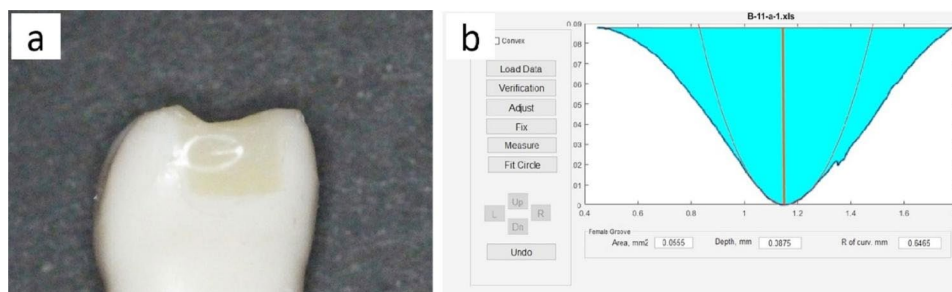 a
b
B-11-a-1.xls
Convex
Load Data
Verification
Adjust
Fix
Measure
Fit Circle
Up
L R
Dn
Undo
0.09
.08
.07
.06
.05
.04
.03
.02
.01
0
0.4 0.6 0.8 1 1.2 1.4 1.6
Female Groove
Area, mm2 0.0555 Depth, mm 0.0875 R of curv. mm 0.6465